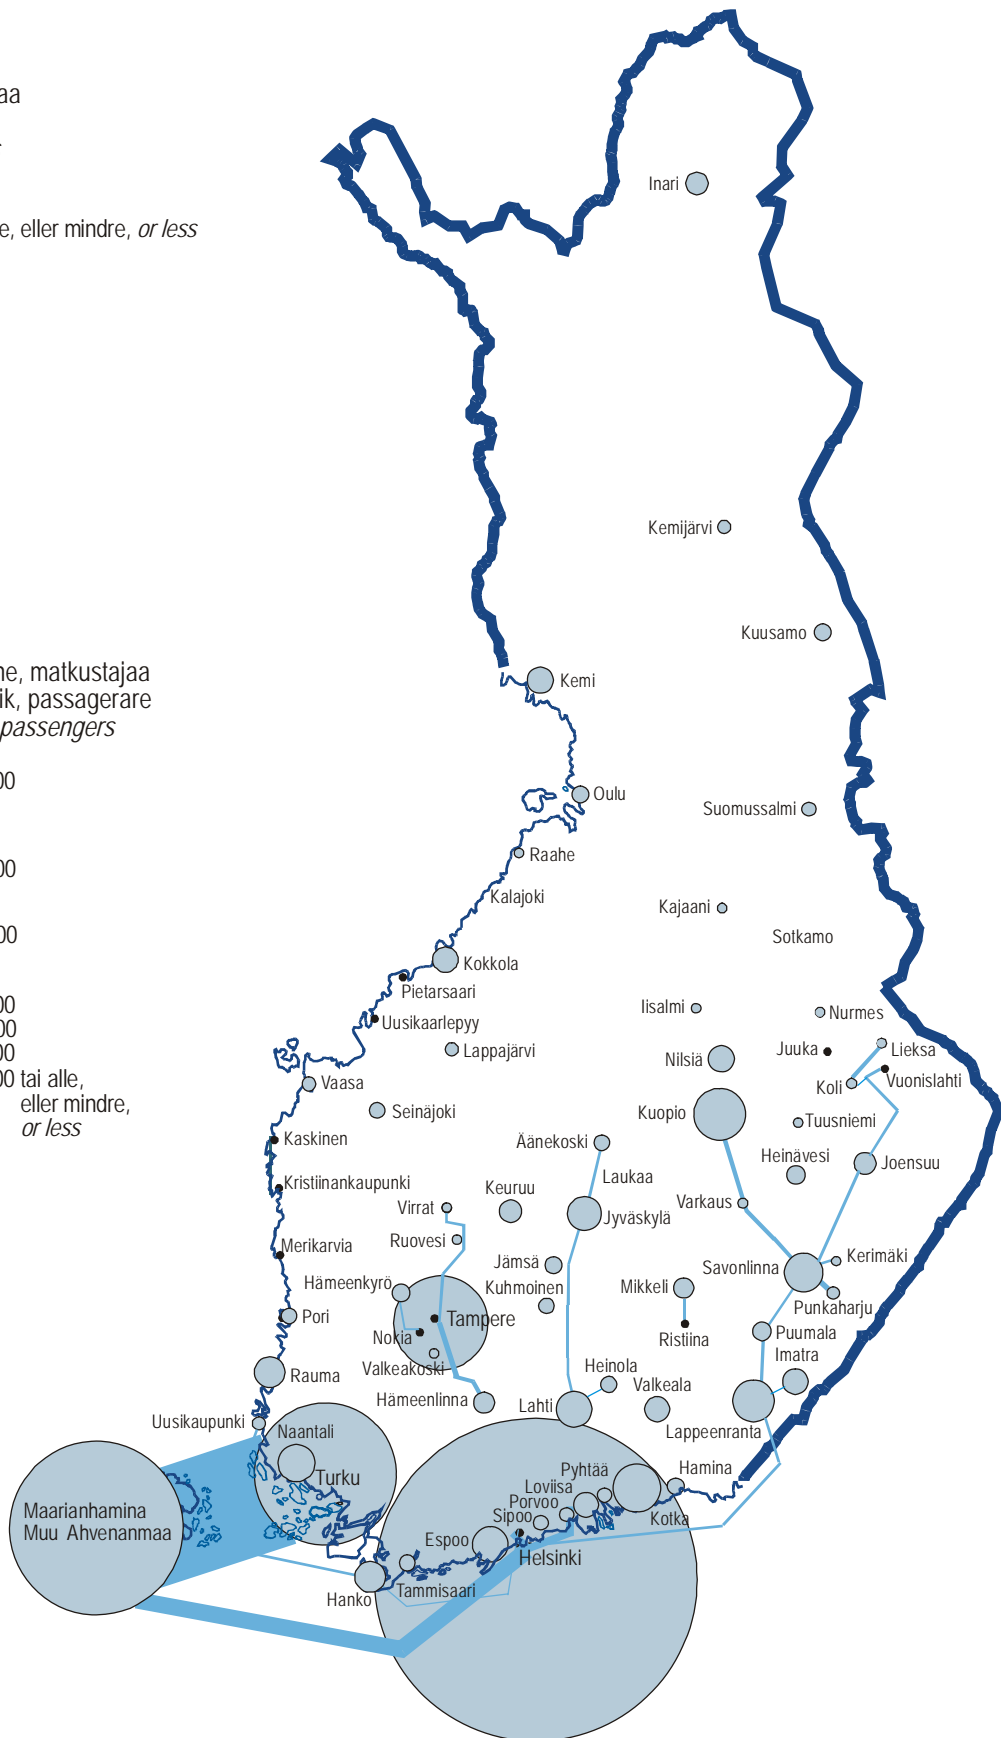 aa
e, eller mindre, or less
Inari
Kemijärvi
Kuusamo
ne, matkustajaa
Kemi
ik, passagerare
passengers
00
Oulu
Suomussalmi
Raahe
00
Kalajoki
Kajaani
00
Sotkamo
Kokkola
Pietarsaari
00
Iisalmi
Nurmes
Uusikaarlepyy
00
Juuka
Lieksa
Lappajärvi
00
Nilsiä
00 tai alle,
Vaasa
Koli
Vuonislahti
eller mindre,
Seinäjoki
Kuopio
Tuusniemi
or less
Kaskinen
Äänekoski
Heinävesi
Joensuu
Laukaa
Kristiinankaupunki
Keuruu
Virrat
Varkaus
Jyväskylä
Ruovesi
Merikarvia
Kerimäki
Jämsä
Savonlinna
Hämeenkyrö
Kuhmoinen
Mikkeli
Punkaharju
Pori
Tampere
Nokia
Ristiina
Puumala
Imatra
Valkeakoski
Heinola
Rauma
Valkeala
Hämeenlinna
Lahti
Uusikaupunki
Lappeenranta
Naantali
Hamina
Pyhtää
Turku
Loviisa
Porvoo
Maarianhamina
Sipoo
Kotka
Muu Ahvenanmaa
Espoo
Helsinki
Tammisaari
Hanko